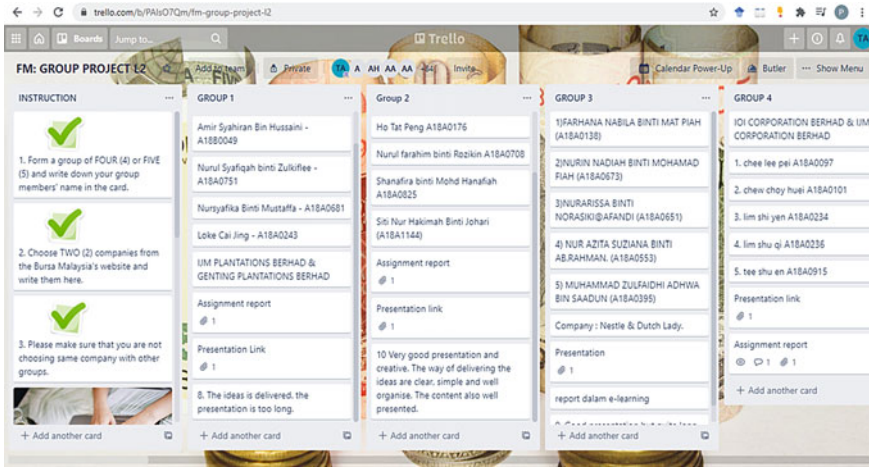 trello.com/b/PAlsO7Qm/fm-group-project-l2
Boards
Jump to...
Trello
TA
FM: GROUP PROJECT L2
Add to team
Private
TA A AH AA AA
Invite
Calendar Power-Up
Butler
Show Menu
INSTRUCTION
1. Form a group of FOUR (4) or FIVE
(5) and write down your group
members' name in the card.
2. Choose TWO (2) companies from
the Bursa Malaysia's website and
write them here.
3. Please make sure that you are not
choosing same company with other
groups.
+ Add another card
GROUP 1
Amir Syahiran Bin Hussaini -
A18B0049
Nurul Syafiqah binti Zulkiflee -
A18A0751
Nursyafika Binti Mustaffa - A18A0681
Loke Cai Jing - A18A0243
IJM PLANTATIONS BERHAD &
GENTING PLANTATIONS BERHAD
Assignment report
1
Presentation Link
1
8. The ideas is delivered. the
presentation is too long.
+ Add another card
Group 2
Ho Tat Peng A18A0176
Nurul farahim binti Rozikin A18A0708
Shanafira binti Mohd Hanafiah
A18A0825
Siti Nur Hakimah Binti Johari
(A18A1144)
Assignment report
1
Presentation link
1
10 Very good presentation and
creative. The way of delivering the
ideas are clear, simple and well
organise. The content also well
presented.
+ Add another card
GROUP 3
1)FARHANA NABILA BINTI MAT PIAH
(A18A0138)
2)NURIN NADIAH BINTI MOHAMAD
FIAH (A18A0673)
3)NURARISSA BINTI
NORASIKI@AFANDI (A18A0651)
4) NUR AZITA SUZIANA BINTI
AB.RAHMAN. (A18A0553)
5) MUHAMMAD ZULFAIDHI ADHWA
BIN SAADUN (A18A0395)
Company : Nestle & Dutch Lady.
Presentation
1
report dalam e-learning
+ Add another card
GROUP 4
IOI CORPORATION BERHAD & IJM
CORPORATION BERHAD
1. chee lee pei A18A0097
2. chew choy huei A18A0101
3. lim shi yen A18A0234
4. lim shu qi A18A0236
5. tee shu en A18A0915
Presentation link
1
Assignment report
1 1
+ Add another card